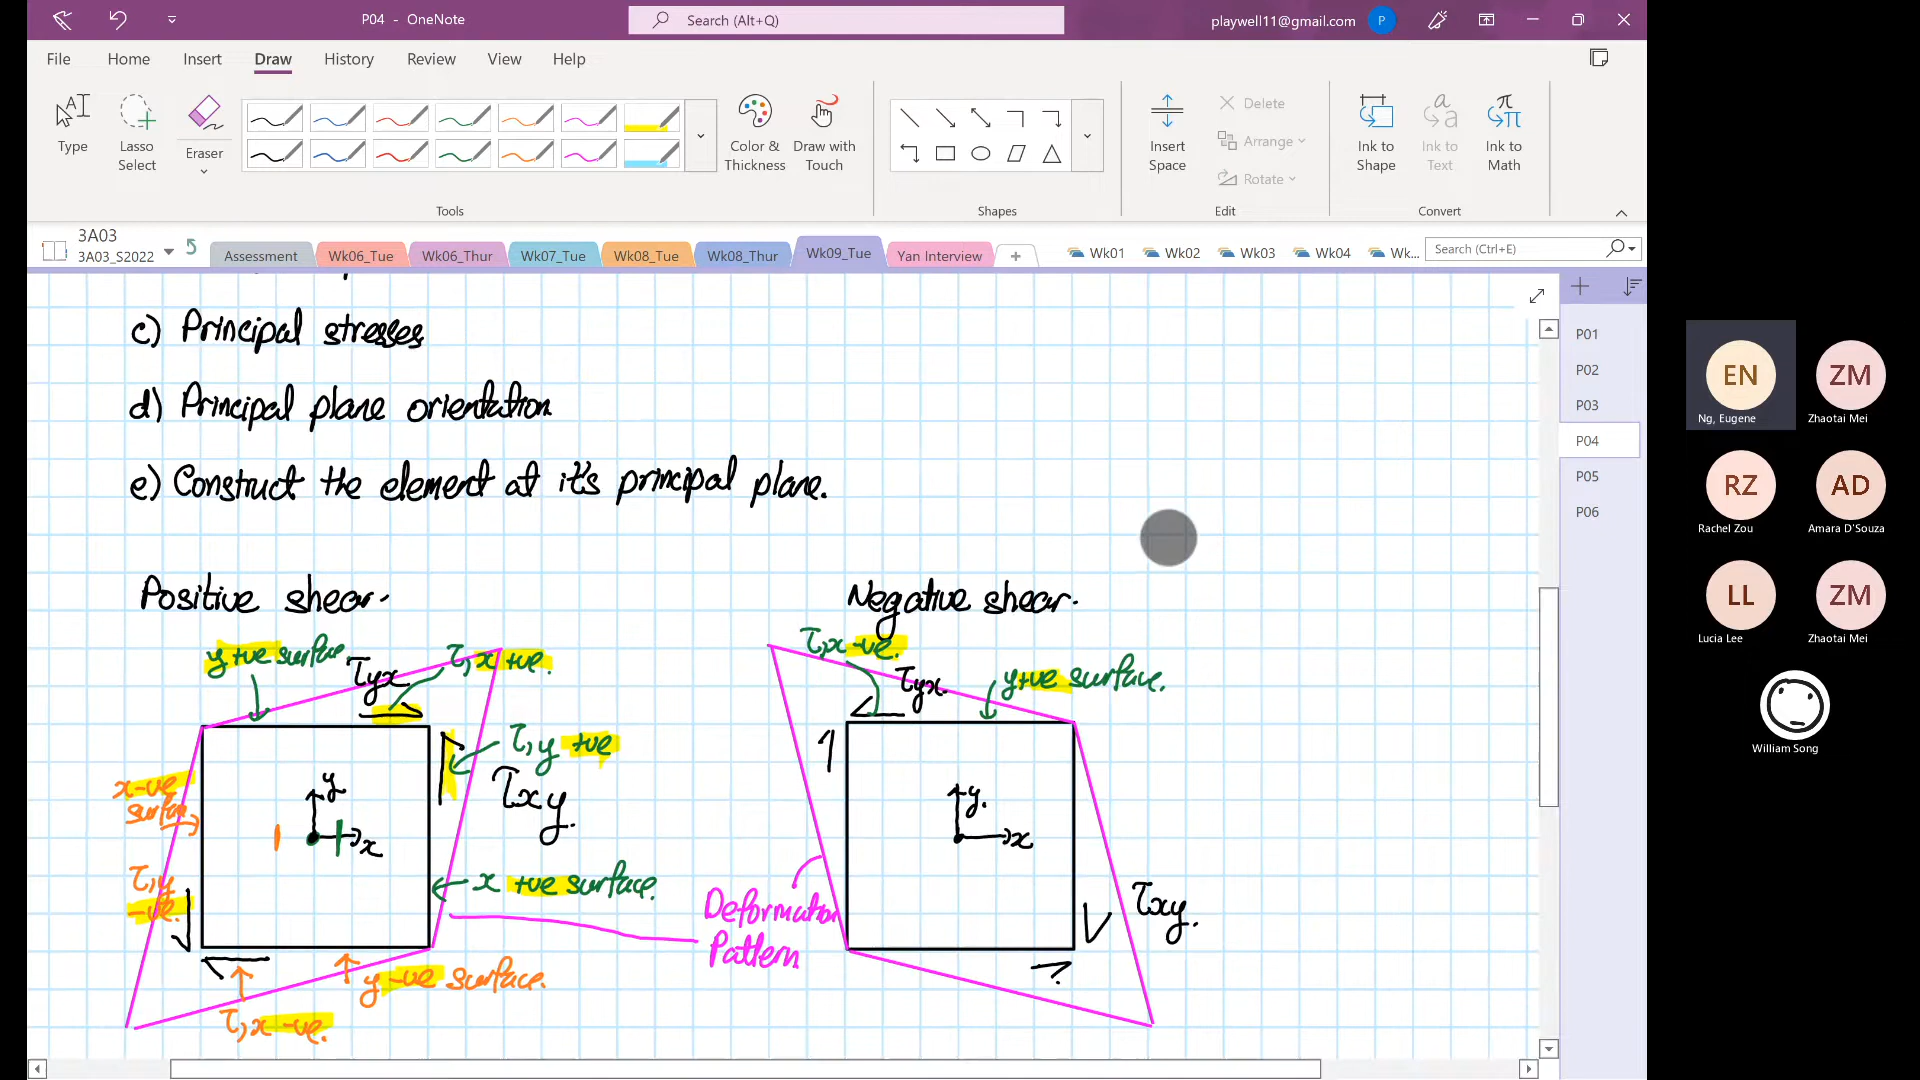 P04 - OneNote
Search (Alt+Q)
playwell11@gmail.com
P
File
Home
Insert
Draw
History
Review
View
Help
Type
Lasso
Select
Eraser
Color &
Thickness
Draw with
Touch
Insert
Space
Delete
Arrange
Rotate
Ink to
Shape
Ink to
Text
Ink to
Math
Tools
Shapes
Edit
Convert
3A03
3A03_S2022
Assessment
Wk06_Tue
Wk06_Thur
Wk07_Tue
Wk08_Tue
Wk08_Thur
Wk09_Tue
Yan Interview
Wk01
Wk02
Wk03
Wk04
Wk...
Search (Ctrl+E)
P01
P02
P03
P04
P05
P06
c) Principal stresses
d) Principal plane orientation
e) Construct the element at it's principal plane.
Positive shear.
y +ve surface
τyx
τ, x +ve.
τ, y +ve
τxy.
x -ve
surface
y
x
τ, y
-ve.
x +ve surface.
y -ve surface.
τ, x -ve.
Deformation
Pattern
Negative shear.
τ, x -ve.
τyx.
y +ve surface.
y.
x
τxy.
EN
Ng, Eugene
ZM
Zhaotai Mei
RZ
Rachel Zou
AD
Amara D'Souza
LL
Lucia Lee
ZM
Zhaotai Mei
William Song